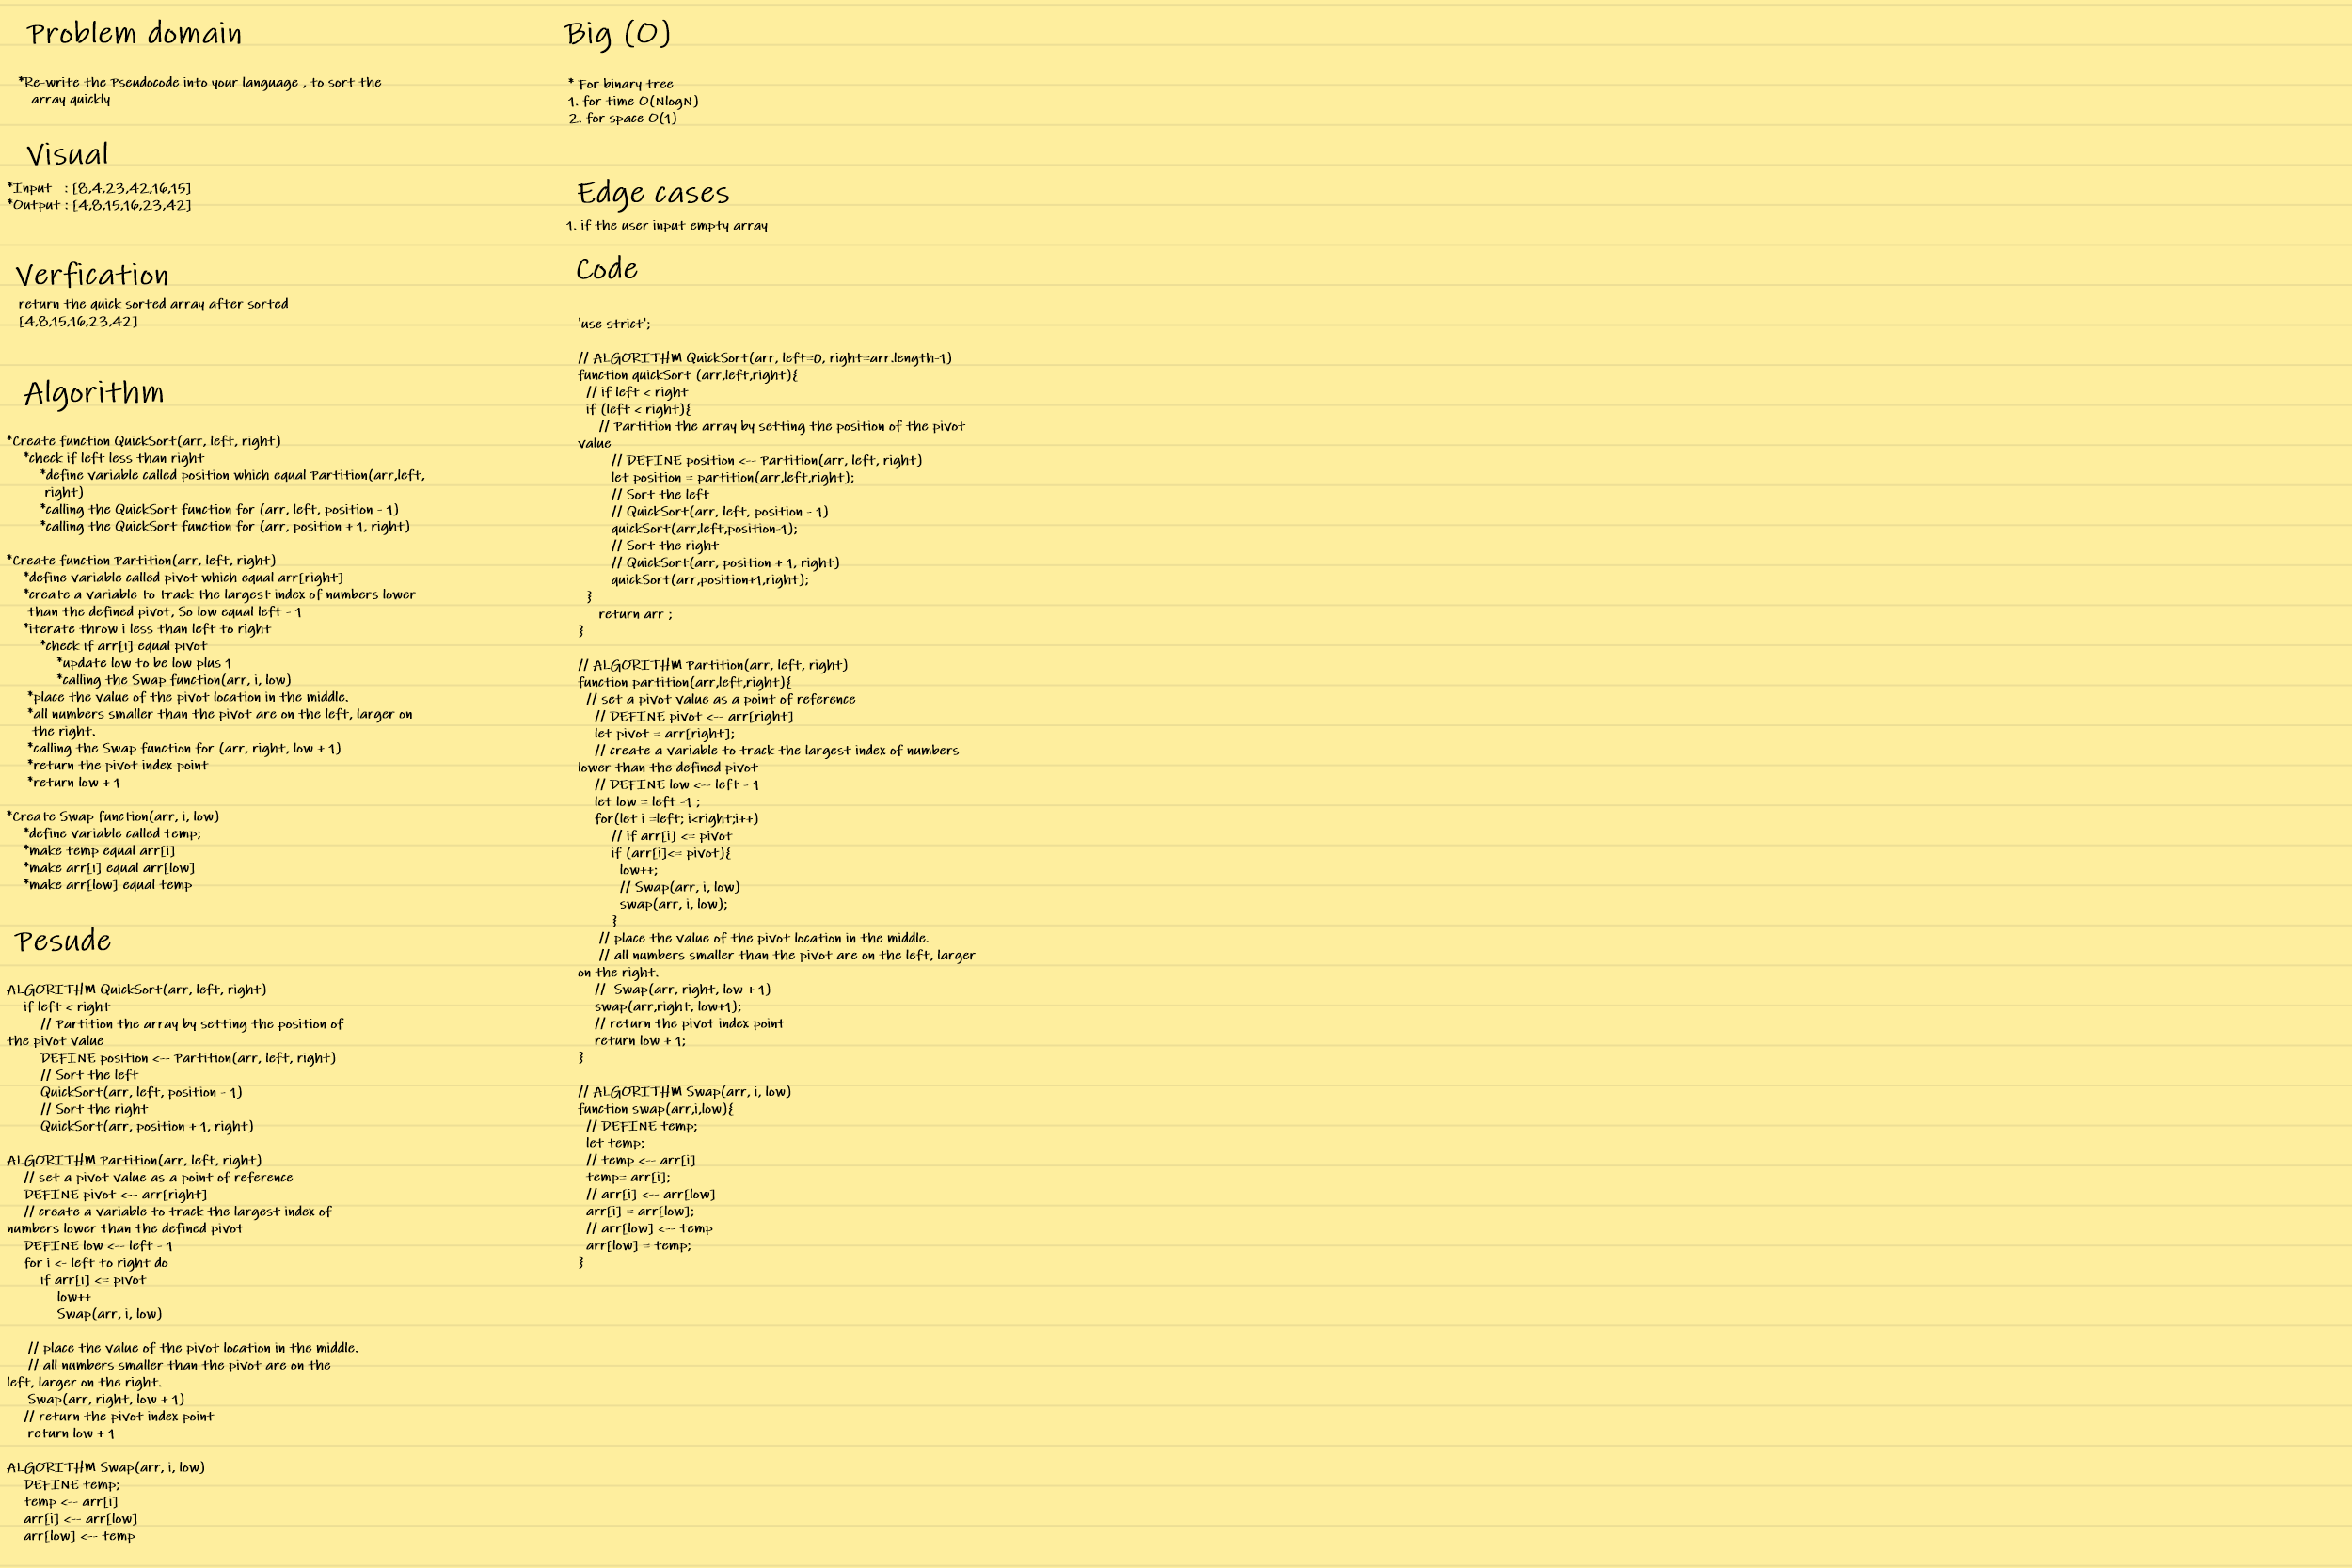 Problem domain
*Re-write the Pseudocode into your language , to sort the
array quickly
Visual
*Input : [8,4,23,42,16,15]
*Output : [4,8,15,16,23,42]
Verfication
return the quick sorted array after sorted
[4,8,15,16,23,42]
Algorithm
*Create function QuickSort(arr, left, right)
*check if left less than right
*define variable called position which equal Partition(arr,left,
right)
*calling the QuickSort function for (arr, left, position - 1)
*calling the QuickSort function for (arr, position + 1, right)
*Create function Partition(arr, left, right)
*define variable called pivot which equal arr[right]
*create a variable to track the largest index of numbers lower
than the defined pivot, So low equal left - 1
*iterate throw i less than left to right
*check if arr[i] equal pivot
*update low to be low plus 1
*calling the Swap function(arr, i, low)
*place the value of the pivot location in the middle.
*all numbers smaller than the pivot are on the left, larger on
the right.
*calling the Swap function for (arr, right, low + 1)
*return the pivot index point
*return low + 1
*Create Swap function(arr, i, low)
*define variable called temp;
*make temp equal arr[i]
*make arr[i] equal arr[low]
*make arr[low] equal temp
Pesude
ALGORITHM QuickSort(arr, left, right)
if left < right
// Partition the array by setting the position of
the pivot value
DEFINE position <-- Partition(arr, left, right)
// Sort the left
QuickSort(arr, left, position - 1)
// Sort the right
QuickSort(arr, position + 1, right)
ALGORITHM Partition(arr, left, right)
// set a pivot value as a point of reference
DEFINE pivot <-- arr[right]
// create a variable to track the largest index of
numbers lower than the defined pivot
DEFINE low <-- left - 1
for i <- left to right do
if arr[i] <= pivot
low++
Swap(arr, i, low)
// place the value of the pivot location in the middle.
// all numbers smaller than the pivot are on the
left, larger on the right.
Swap(arr, right, low + 1)
// return the pivot index point
return low + 1
ALGORITHM Swap(arr, i, low)
DEFINE temp;
temp <-- arr[i]
arr[i] <-- arr[low]
arr[low] <-- temp
Big (O)
* For binary tree
1. for time O(NlogN)
2. for space O(1)
Edge cases
1. if the user input empty array
Code
'use strict';
// ALGORITHM QuickSort(arr, left=0, right=arr.length-1)
function quickSort (arr,left,right){
// if left < right
if (left < right){
// Partition the array by setting the position of the pivot
value
// DEFINE position <-- Partition(arr, left, right)
let position = partition(arr,left,right);
// Sort the left
// QuickSort(arr, left, position - 1)
quickSort(arr,left,position-1);
// Sort the right
// QuickSort(arr, position + 1, right)
quickSort(arr,position+1,right);
}
return arr ;
}
// ALGORITHM Partition(arr, left, right)
function partition(arr,left,right){
// set a pivot value as a point of reference
// DEFINE pivot <-- arr[right]
let pivot = arr[right];
// create a variable to track the largest index of numbers
lower than the defined pivot
// DEFINE low <-- left - 1
let low = left -1 ;
for(let i =left; i<right;i++)
// if arr[i] <= pivot
if (arr[i]<= pivot){
low++;
// Swap(arr, i, low)
swap(arr, i, low);
}
// place the value of the pivot location in the middle.
// all numbers smaller than the pivot are on the left, larger
on the right.
// Swap(arr, right, low + 1)
swap(arr,right, low+1);
// return the pivot index point
return low + 1;
}
// ALGORITHM Swap(arr, i, low)
function swap(arr,i,low){
// DEFINE temp;
let temp;
// temp <-- arr[i]
temp= arr[i];
// arr[i] <-- arr[low]
arr[i] = arr[low];
// arr[low] <-- temp
arr[low] = temp;
}